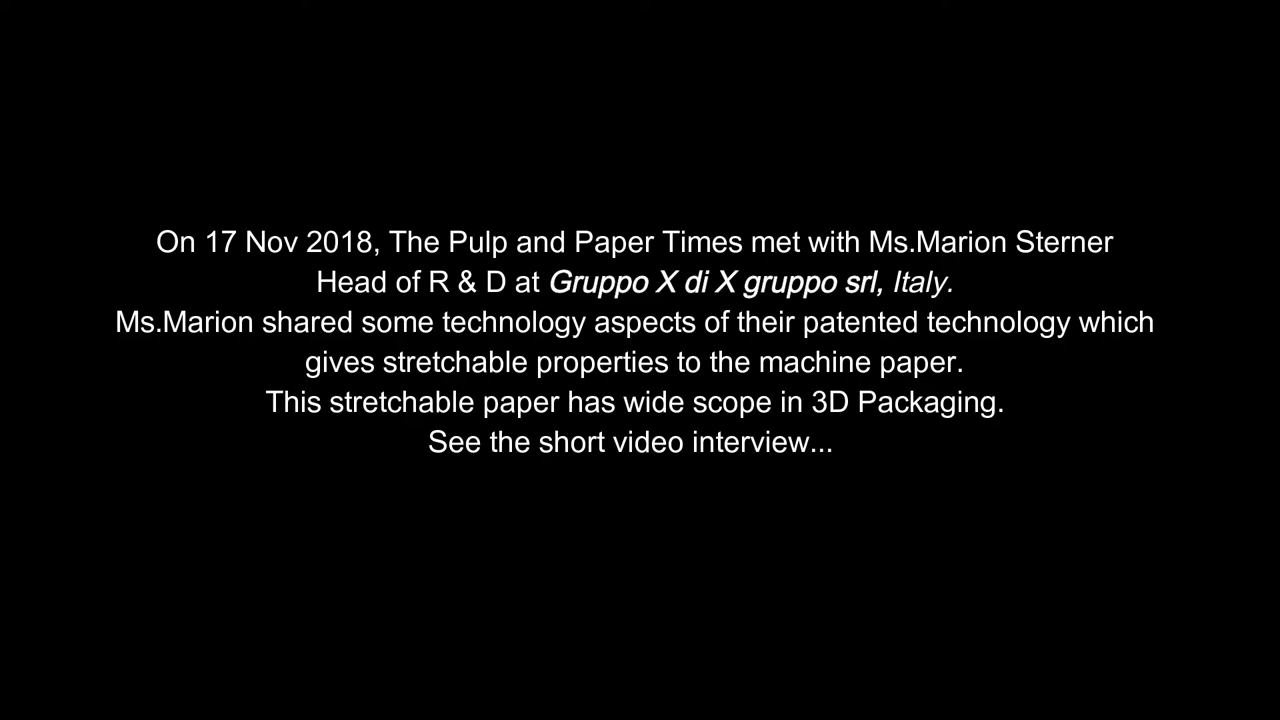 On 17 Nov 2018, The Pulp and Paper Times met with Ms.Marion Sterner
Head of R & D at Gruppo X di X gruppo srl, Italy.
Ms.Marion shared some technology aspects of their patented technology which
gives stretchable properties to the machine paper.
This stretchable paper has wide scope in 3D Packaging.
See the short video interview...